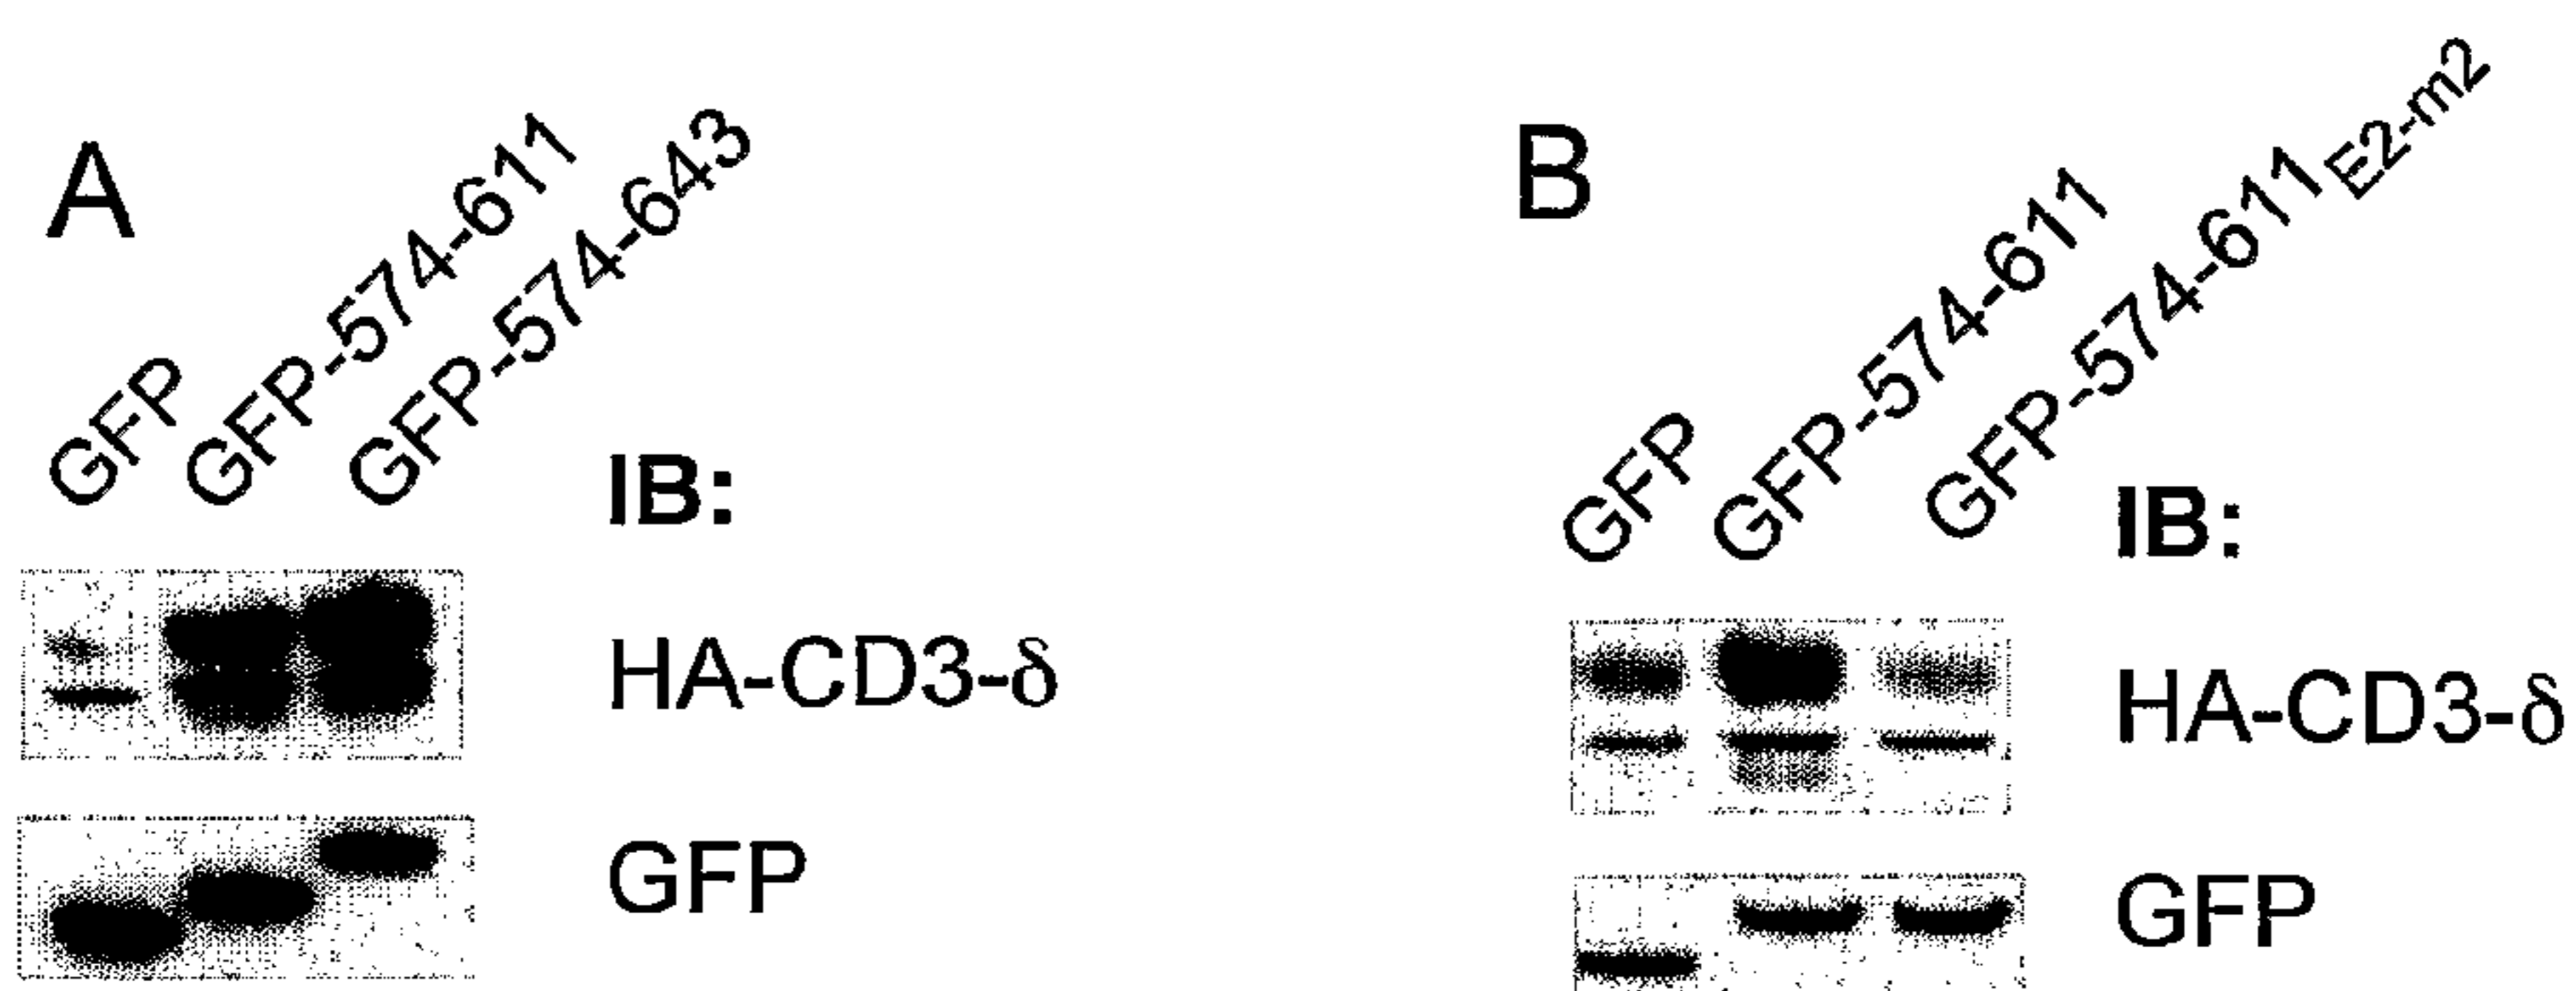 A
GFP
GFP-574-611
GFP-574-643
IB:
HA-CD3-δ
GFP
B
GFP
GFP-574-611
GFP-574-611E2-m2
IB:
HA-CD3-δ
GFP